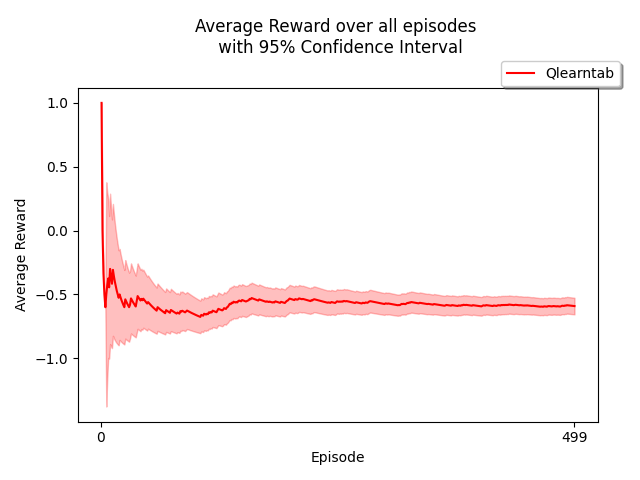 Average Reward over all episodes
with 95% Confidence Interval
Qlearntab
1.0
0.5
0.0
−0.5
−1.0
Average Reward
0
499
Episode